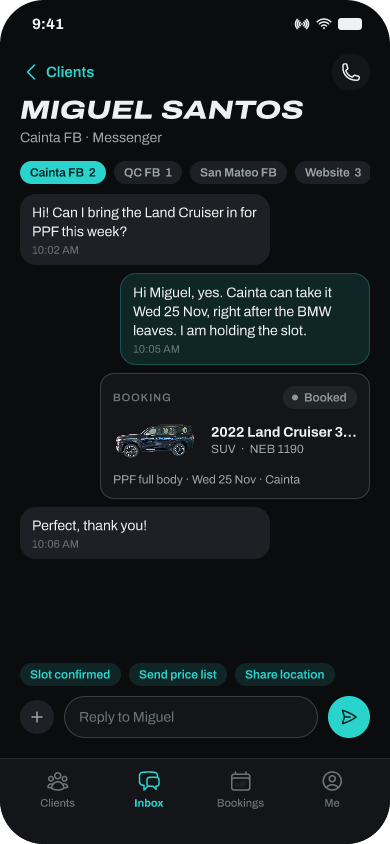 9:41
Clients
MIGUEL SANTOS
Cainta FB · Messenger
Cainta FB 2
QC FB 1
San Mateo FB
Website 3
Hi! Can I bring the Land Cruiser in for
PPF this week?
10:02 AM
Hi Miguel, yes. Cainta can take it
Wed 25 Nov, right after the BMW
leaves. I am holding the slot.
10:05 AM
BOOKING
Booked
2022 Land Cruiser 3...
SUV · NEB 1190
PPF full body · Wed 25 Nov · Cainta
Perfect, thank you!
10:06 AM
Slot confirmed
Send price list
Share location
Reply to Miguel
Clients
Inbox
Bookings
Me